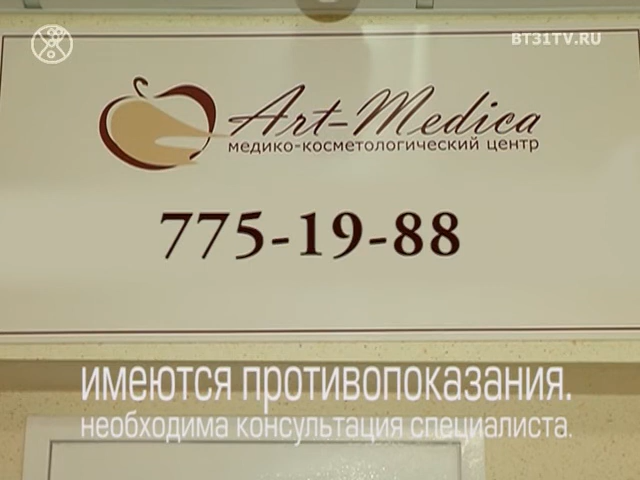 BT31TV.RU
Art-Medica
медико-косметологический центр
775-19-88
имеются противопоказания.
необходима консультация специалиста.